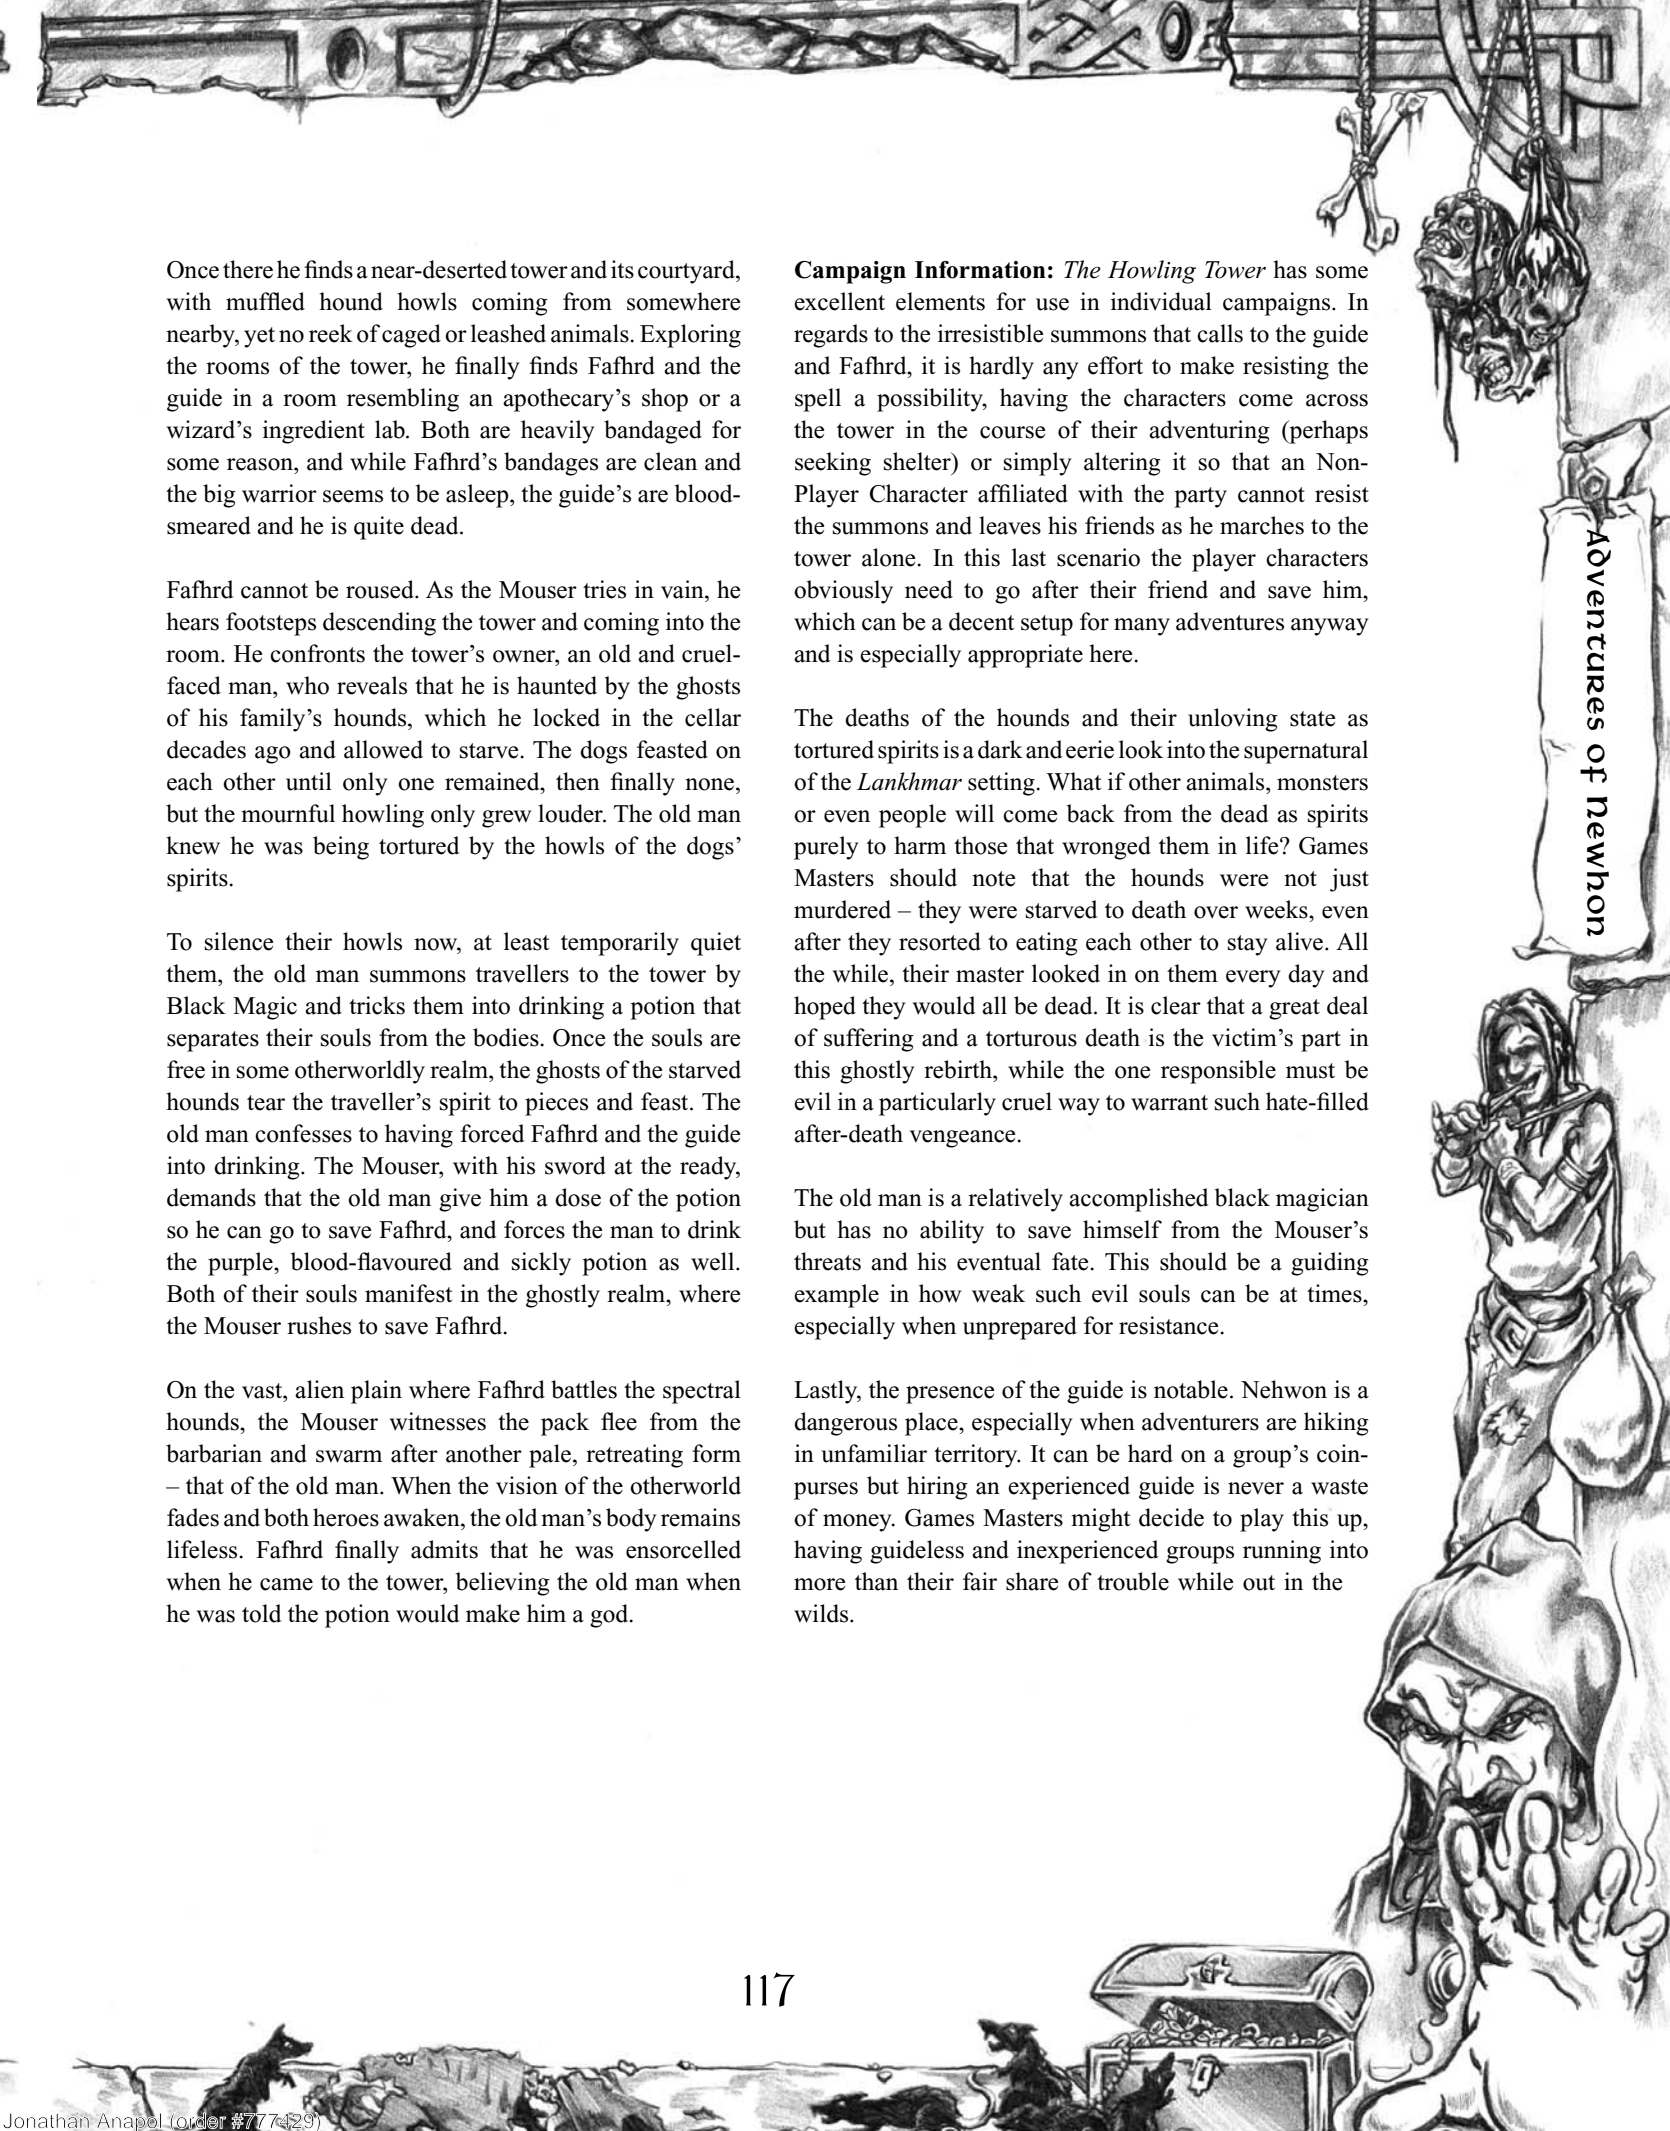 Once there he finds a near-deserted tower and its courtyard,
with muffled hound howls coming from somewhere
nearby, yet no reek of caged or leashed animals. Exploring
the rooms of the tower, he finally finds Fafhrd and the
guide in a room resembling an apothecary's shop or a
wizard's ingredient lab. Both are heavily bandaged for
some reason, and while Fafhrd's bandages are clean and
the big warrior seems to be asleep, the guide's are blood-
smeared and he is quite dead.

Fafhrd cannot be roused. As the Mouser tries in vain, he
hears footsteps descending the tower and coming into the
room. He confronts the tower's owner, an old and cruel-
faced man, who reveals that he is haunted by the ghosts
of his family's hounds, which he locked in the cellar
decades ago and allowed to starve. The dogs feasted on
each other until only one remained, then finally none,
but the mournful howling only grew louder. The old man
knew he was being tortured by the howls of the dogs'
spirits.

To silence their howls now, at least temporarily quiet
them, the old man summons travellers to the tower by
Black Magic and tricks them into drinking a potion that
separates their souls from the bodies. Once the souls are
free in some otherworldly realm, the ghosts of the starved
hounds tear the traveller's spirit to pieces and feast. The
old man confesses to having forced Fafhrd and the guide
into drinking. The Mouser, with his sword at the ready,
demands that the old man give him a dose of the potion
so he can go to save Fafhrd, and forces the man to drink
the purple, blood-flavoured and sickly potion as well.
Both of their souls manifest in the ghostly realm, where
the Mouser rushes to save Fafhrd.

On the vast, alien plain where Fafhrd battles the spectral
hounds, the Mouser witnesses the pack flee from the
barbarian and swarm after another pale, retreating form
– that of the old man. When the vision of the otherworld
fades and both heroes awaken, the old man's body remains
lifeless. Fafhrd finally admits that he was ensorcelled
when he came to the tower, believing the old man when
he was told the potion would make him a god.

Campaign Information: The Howling Tower has some
excellent elements for use in individual campaigns. In
regards to the irresistible summons that calls to the guide
and Fafhrd, it is hardly any effort to make resisting the
spell a possibility, having the characters come across
the tower in the course of their adventuring (perhaps
seeking shelter) or simply altering it so that an Non-
Player Character affiliated with the party cannot resist
the summons and leaves his friends as he marches to the
tower alone. In this last scenario the player characters
obviously need to go after their friend and save him,
which can be a decent setup for many adventures anyway
and is especially appropriate here.

The deaths of the hounds and their unloving state as
tortured spirits is a dark and eerie look into the supernatural
of the Lankhmar setting. What if other animals, monsters
or even people will come back from the dead as spirits
purely to harm those that wronged them in life? Games
Masters should note that the hounds were not just
murdered – they were starved to death over weeks, even
after they resorted to eating each other to stay alive. All
the while, their master looked in on them every day and
hoped they would all be dead. It is clear that a great deal
of suffering and a torturous death is the victim's part in
this ghostly rebirth, while the one responsible must be
evil in a particularly cruel way to warrant such hate-filled
after-death vengeance.

The old man is a relatively accomplished black magician
but has no ability to save himself from the Mouser's
threats and his eventual fate. This should be a guiding
example in how weak such evil souls can be at times,
especially when unprepared for resistance.

Lastly, the presence of the guide is notable. Nehwon is a
dangerous place, especially when adventurers are hiking
in unfamiliar territory. It can be hard on a group's coin-
purses but hiring an experienced guide is never a waste
of money. Games Masters might decide to play this up,
having guideless and inexperienced groups running into
more than their fair share of trouble while out in the
wilds.

Adventures of Newhon

117

Jonathan Anapol (order #777429)